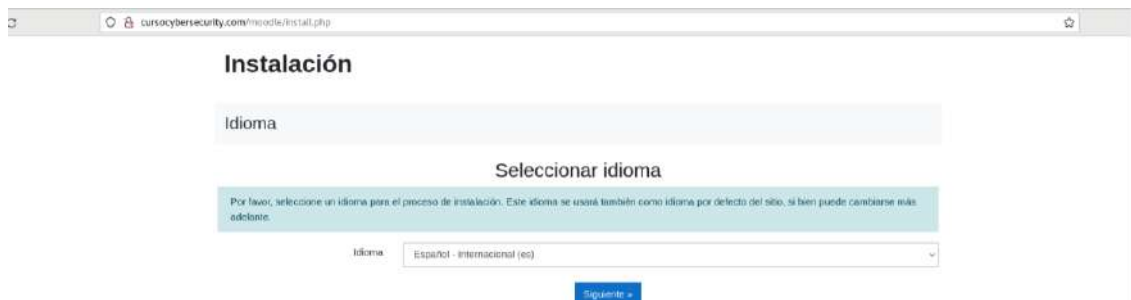 cursocybersecurity.com/moodle/install.php
Instalación
Idioma
Seleccionar idioma
Por favor, seleccione un idioma para el proceso de instalación. Este idioma se usará también como idioma por defecto del sitio, si bien puede cambiarse más
adelante.
Idioma Español - Internacional (es)
Siguiente »